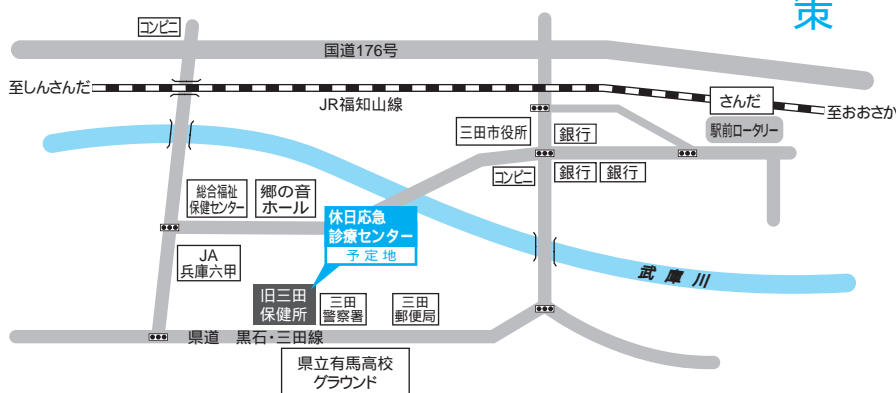 策
コンビニ
国道176号
至しんさんだ
JR福知山線
さんだ
至おおさか
駅前ロータリー
三田市役所
銀行
コンビニ
銀行
銀行
総合福祉
保健センター
郷の音
ホール
休日応急
診療センター
予定地
JA
兵庫六甲
武庫川
旧三田
保健所
三田
警察署
三田
郵便局
県道 黒石・三田線
県立有馬高校
グラウンド